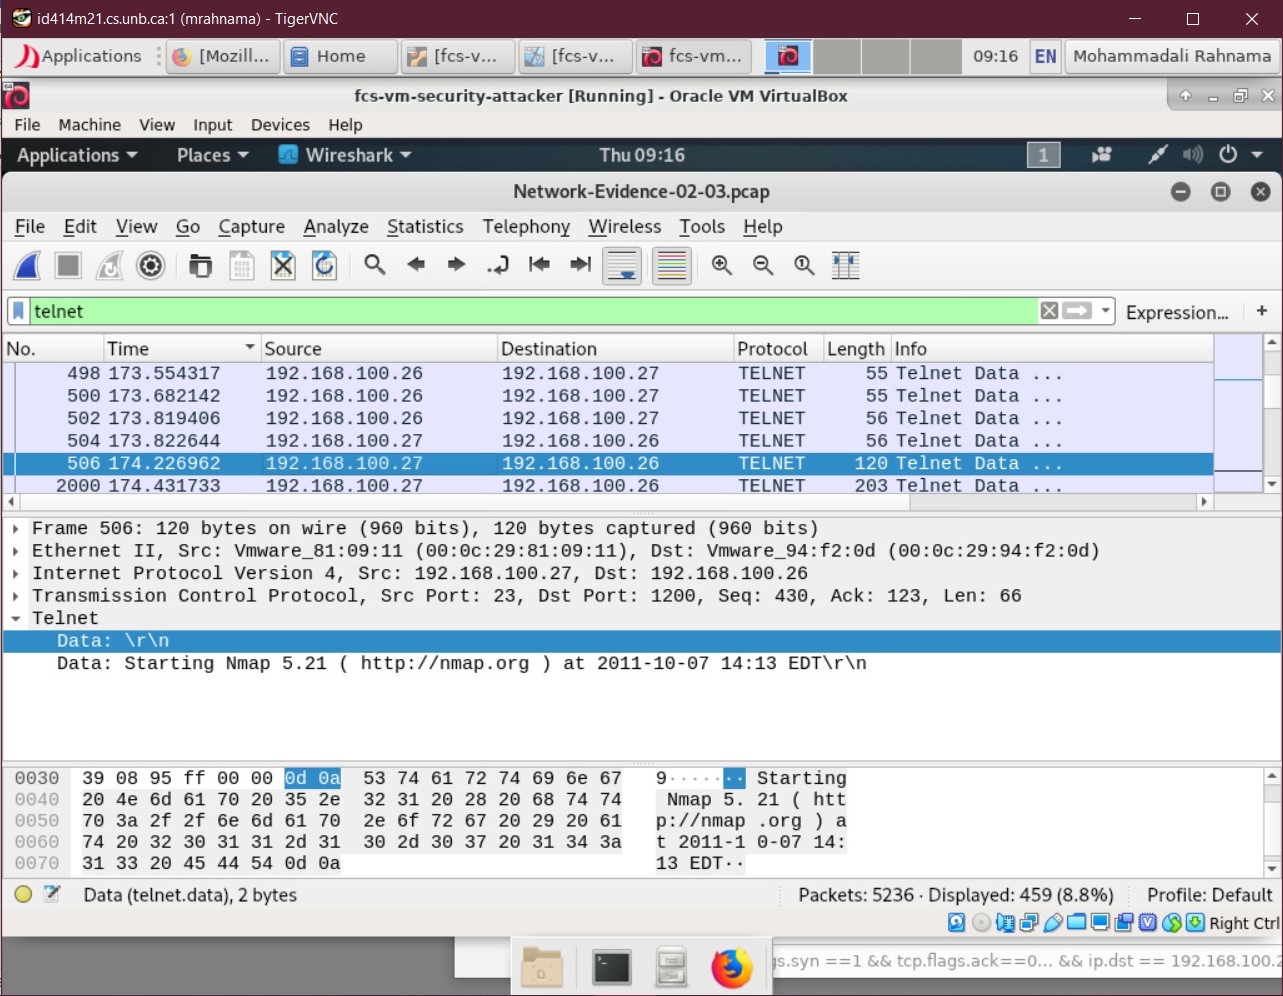 id414m21.cs.unb.ca:1 (mrahnama) - TigerVNC
Applications [Mozill... Home [fcs-v... [fcs-v... fcs-vm... 09:16 EN Mohammadali Rahnama
fcs-vm-security-attacker [Running] - Oracle VM VirtualBox
File Machine View Input Devices Help
Applications Places Wireshark Thu 09:16 1
Network-Evidence-02-03.pcap
File Edit View Go Capture Analyze Statistics Telephony Wireless Tools Help
telnet Expression... +
No. Time Source Destination Protocol Length Info
498 173.554317 192.168.100.26 192.168.100.27 TELNET 55 Telnet Data ...
500 173.682142 192.168.100.26 192.168.100.27 TELNET 55 Telnet Data ...
502 173.819406 192.168.100.26 192.168.100.27 TELNET 56 Telnet Data ...
504 173.822644 192.168.100.27 192.168.100.26 TELNET 56 Telnet Data ...
506 174.226962 192.168.100.27 192.168.100.26 TELNET 120 Telnet Data ...
2000 174.431733 192.168.100.27 192.168.100.26 TELNET 203 Telnet Data ...
Frame 506: 120 bytes on wire (960 bits), 120 bytes captured (960 bits)
Ethernet II, Src: Vmware_81:09:11 (00:0c:29:81:09:11), Dst: Vmware_94:f2:0d (00:0c:29:94:f2:0d)
Internet Protocol Version 4, Src: 192.168.100.27, Dst: 192.168.100.26
Transmission Control Protocol, Src Port: 23, Dst Port: 1200, Seq: 430, Ack: 123, Len: 66
Telnet
Data: \r\n
Data: Starting Nmap 5.21 ( http://nmap.org ) at 2011-10-07 14:13 EDT\r\n
0030 39 08 95 ff 00 00 0d 0a 53 74 61 72 74 69 6e 67 9······· Starting
0040 20 4e 6d 61 70 20 35 2e 32 31 20 28 20 68 74 74 Nmap 5. 21 ( htt
0050 70 3a 2f 2f 6e 6d 61 70 2e 6f 72 67 20 29 20 61 p://nmap .org ) a
0060 74 20 32 30 31 31 2d 31 30 2d 30 37 20 31 34 3a t 2011-1 0-07 14:
0070 31 33 20 45 44 54 0d 0a 13 EDT··
Data (telnet.data), 2 bytes Packets: 5236 · Displayed: 459 (8.8%) Profile: Default
Right Ctrl
gs.syn ==1 && tcp.flags.ack==0... && ip.dst == 192.168.100.2